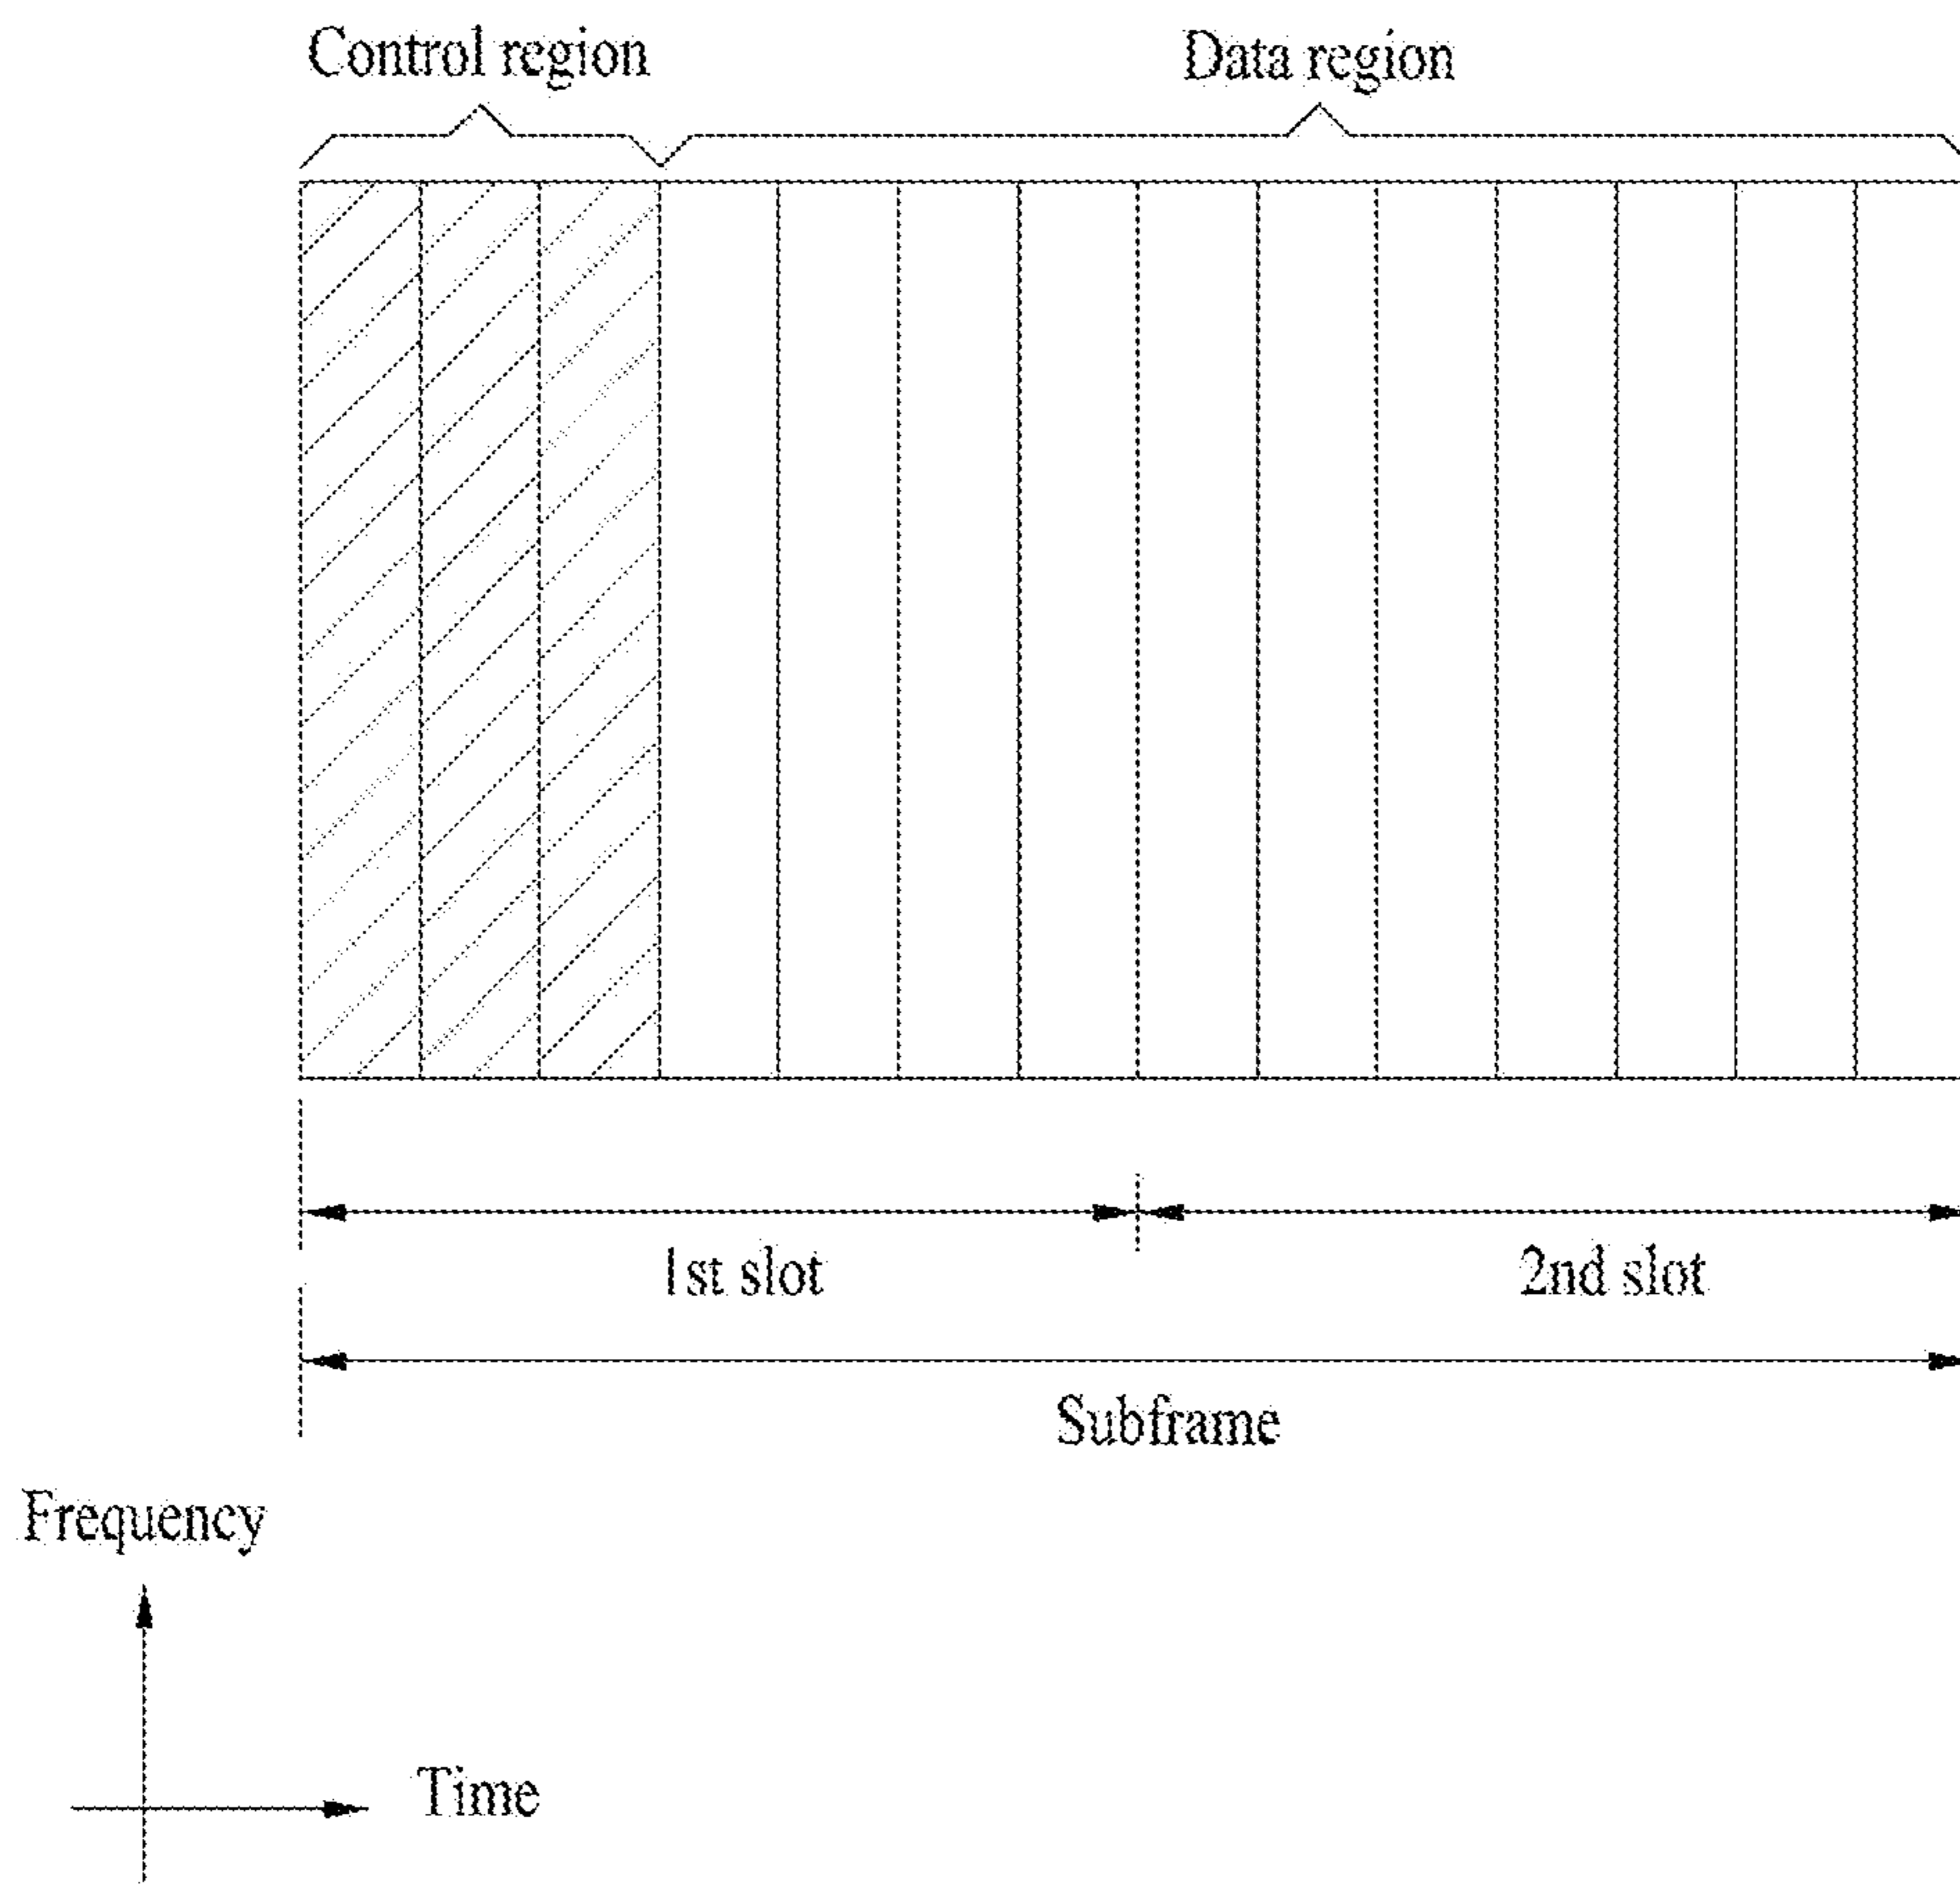 Control region
Data region
1st slot
2nd slot
Subframe
Frequency
Time